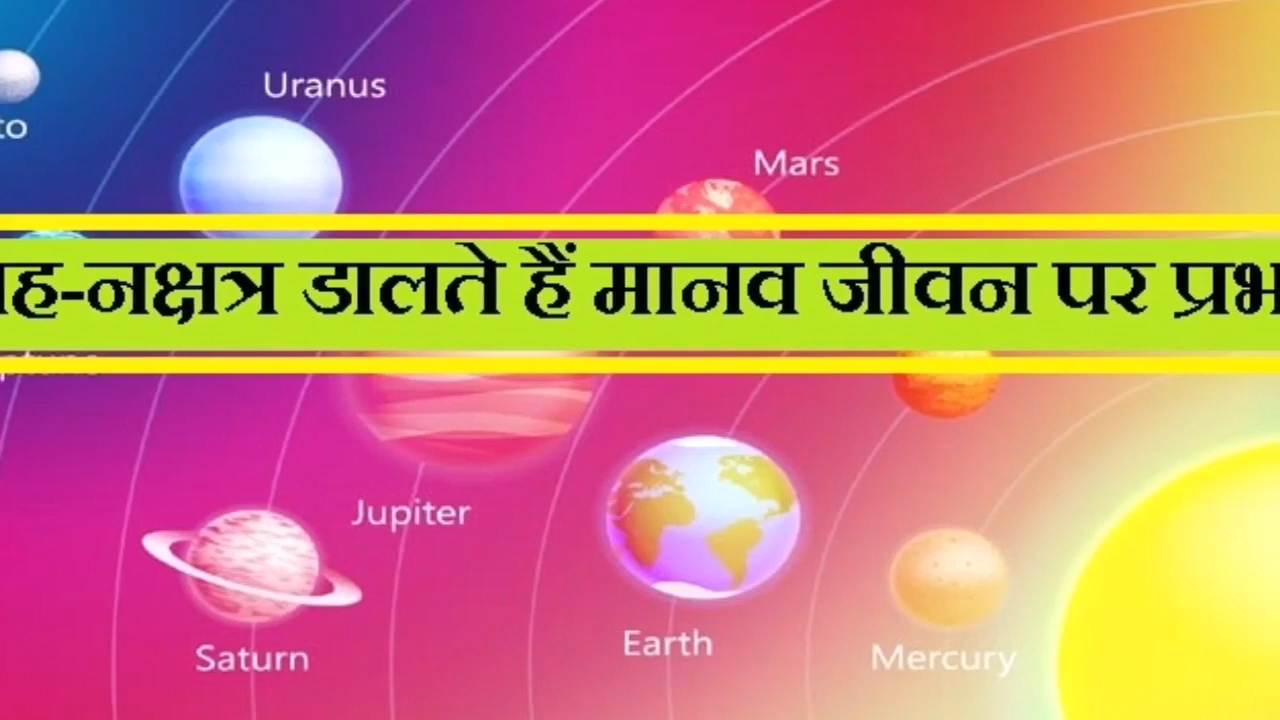 Uranus
to
Mars
ह-नक्षत्र डालते हैं मानव जीवन पर प्रभ
Jupiter
Earth
Saturn
Mercury